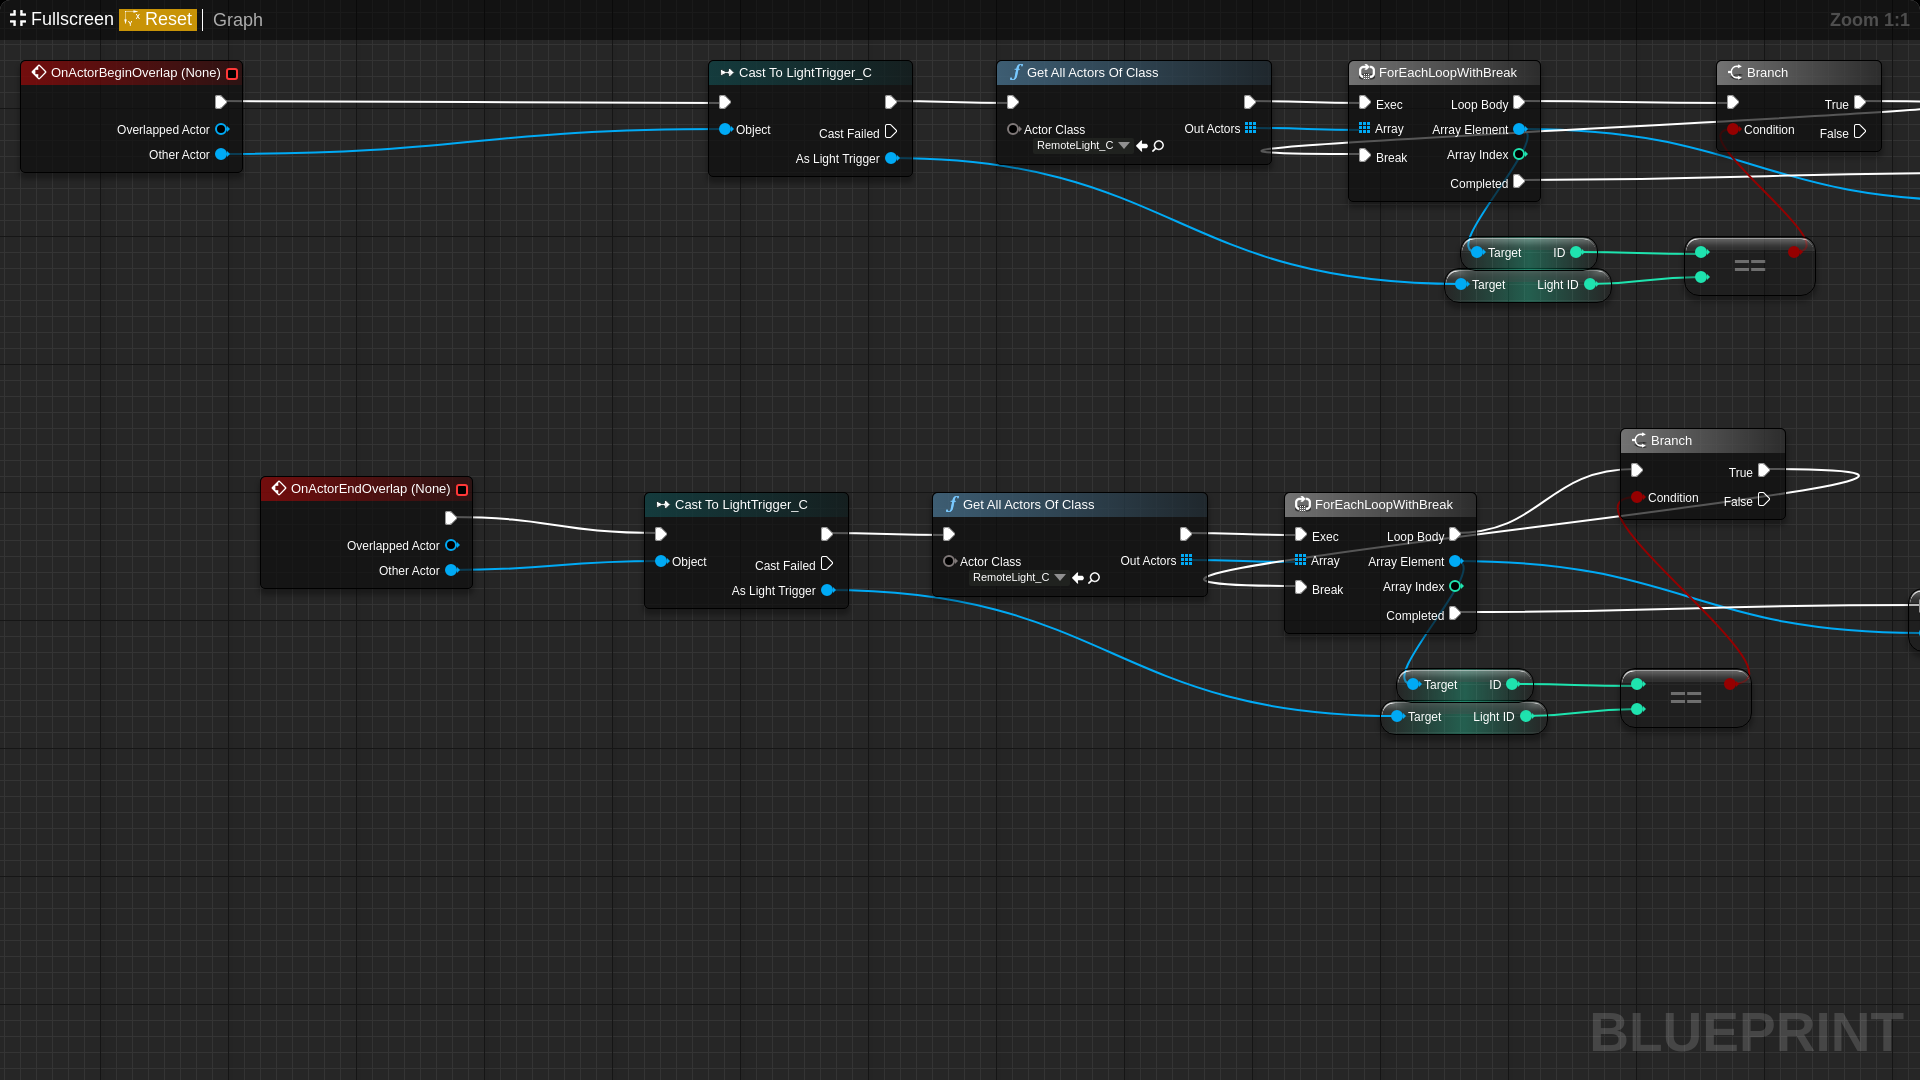 Fullscreen Reset Graph Zoom 1:1
OnActorBeginOverlap (None)
Overlapped Actor
Other Actor
Cast To LightTrigger_C
Object
Cast Failed
As Light Trigger
Get All Actors Of Class
Actor Class
RemoteLight_C
Out Actors
ForEachLoopWithBreak
Exec Loop Body
Array Array Element
Array Index
Break
Completed
Branch
True
Condition
False
Target ID
Target Light ID
==
Branch
True
Condition
False
OnActorEndOverlap (None)
Overlapped Actor
Other Actor
Cast To LightTrigger_C
Object
Cast Failed
As Light Trigger
Get All Actors Of Class
Actor Class
RemoteLight_C
Out Actors
ForEachLoopWithBreak
Exec Loop Body
Array Array Element
Array Index
Break
Completed
Target ID
Target Light ID
==
BLUEPRINT